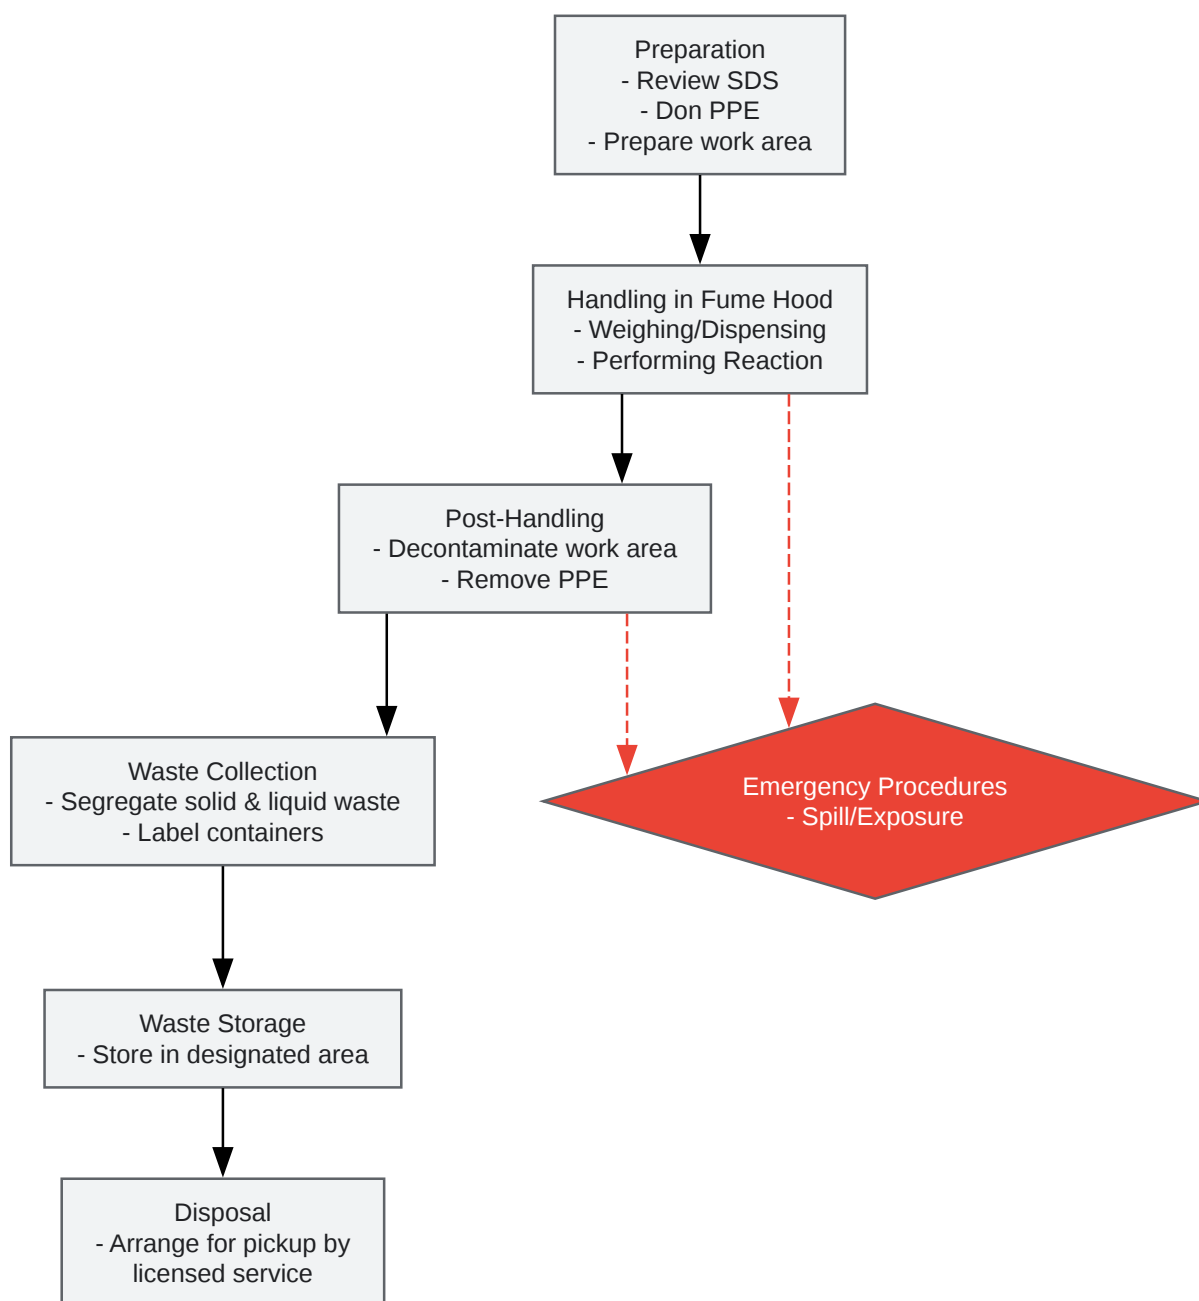 Preparation
- Review SDS
- Don PPE
- Prepare work area
Handling in Fume Hood
- Weighing/Dispensing
- Performing Reaction
Post-Handling
- Decontaminate work area
- Remove PPE
Waste Collection
- Segregate solid & liquid waste
- Label containers
Emergency Procedures
- Spill/Exposure
Waste Storage
- Store in designated area
Disposal
- Arrange for pickup by
licensed service